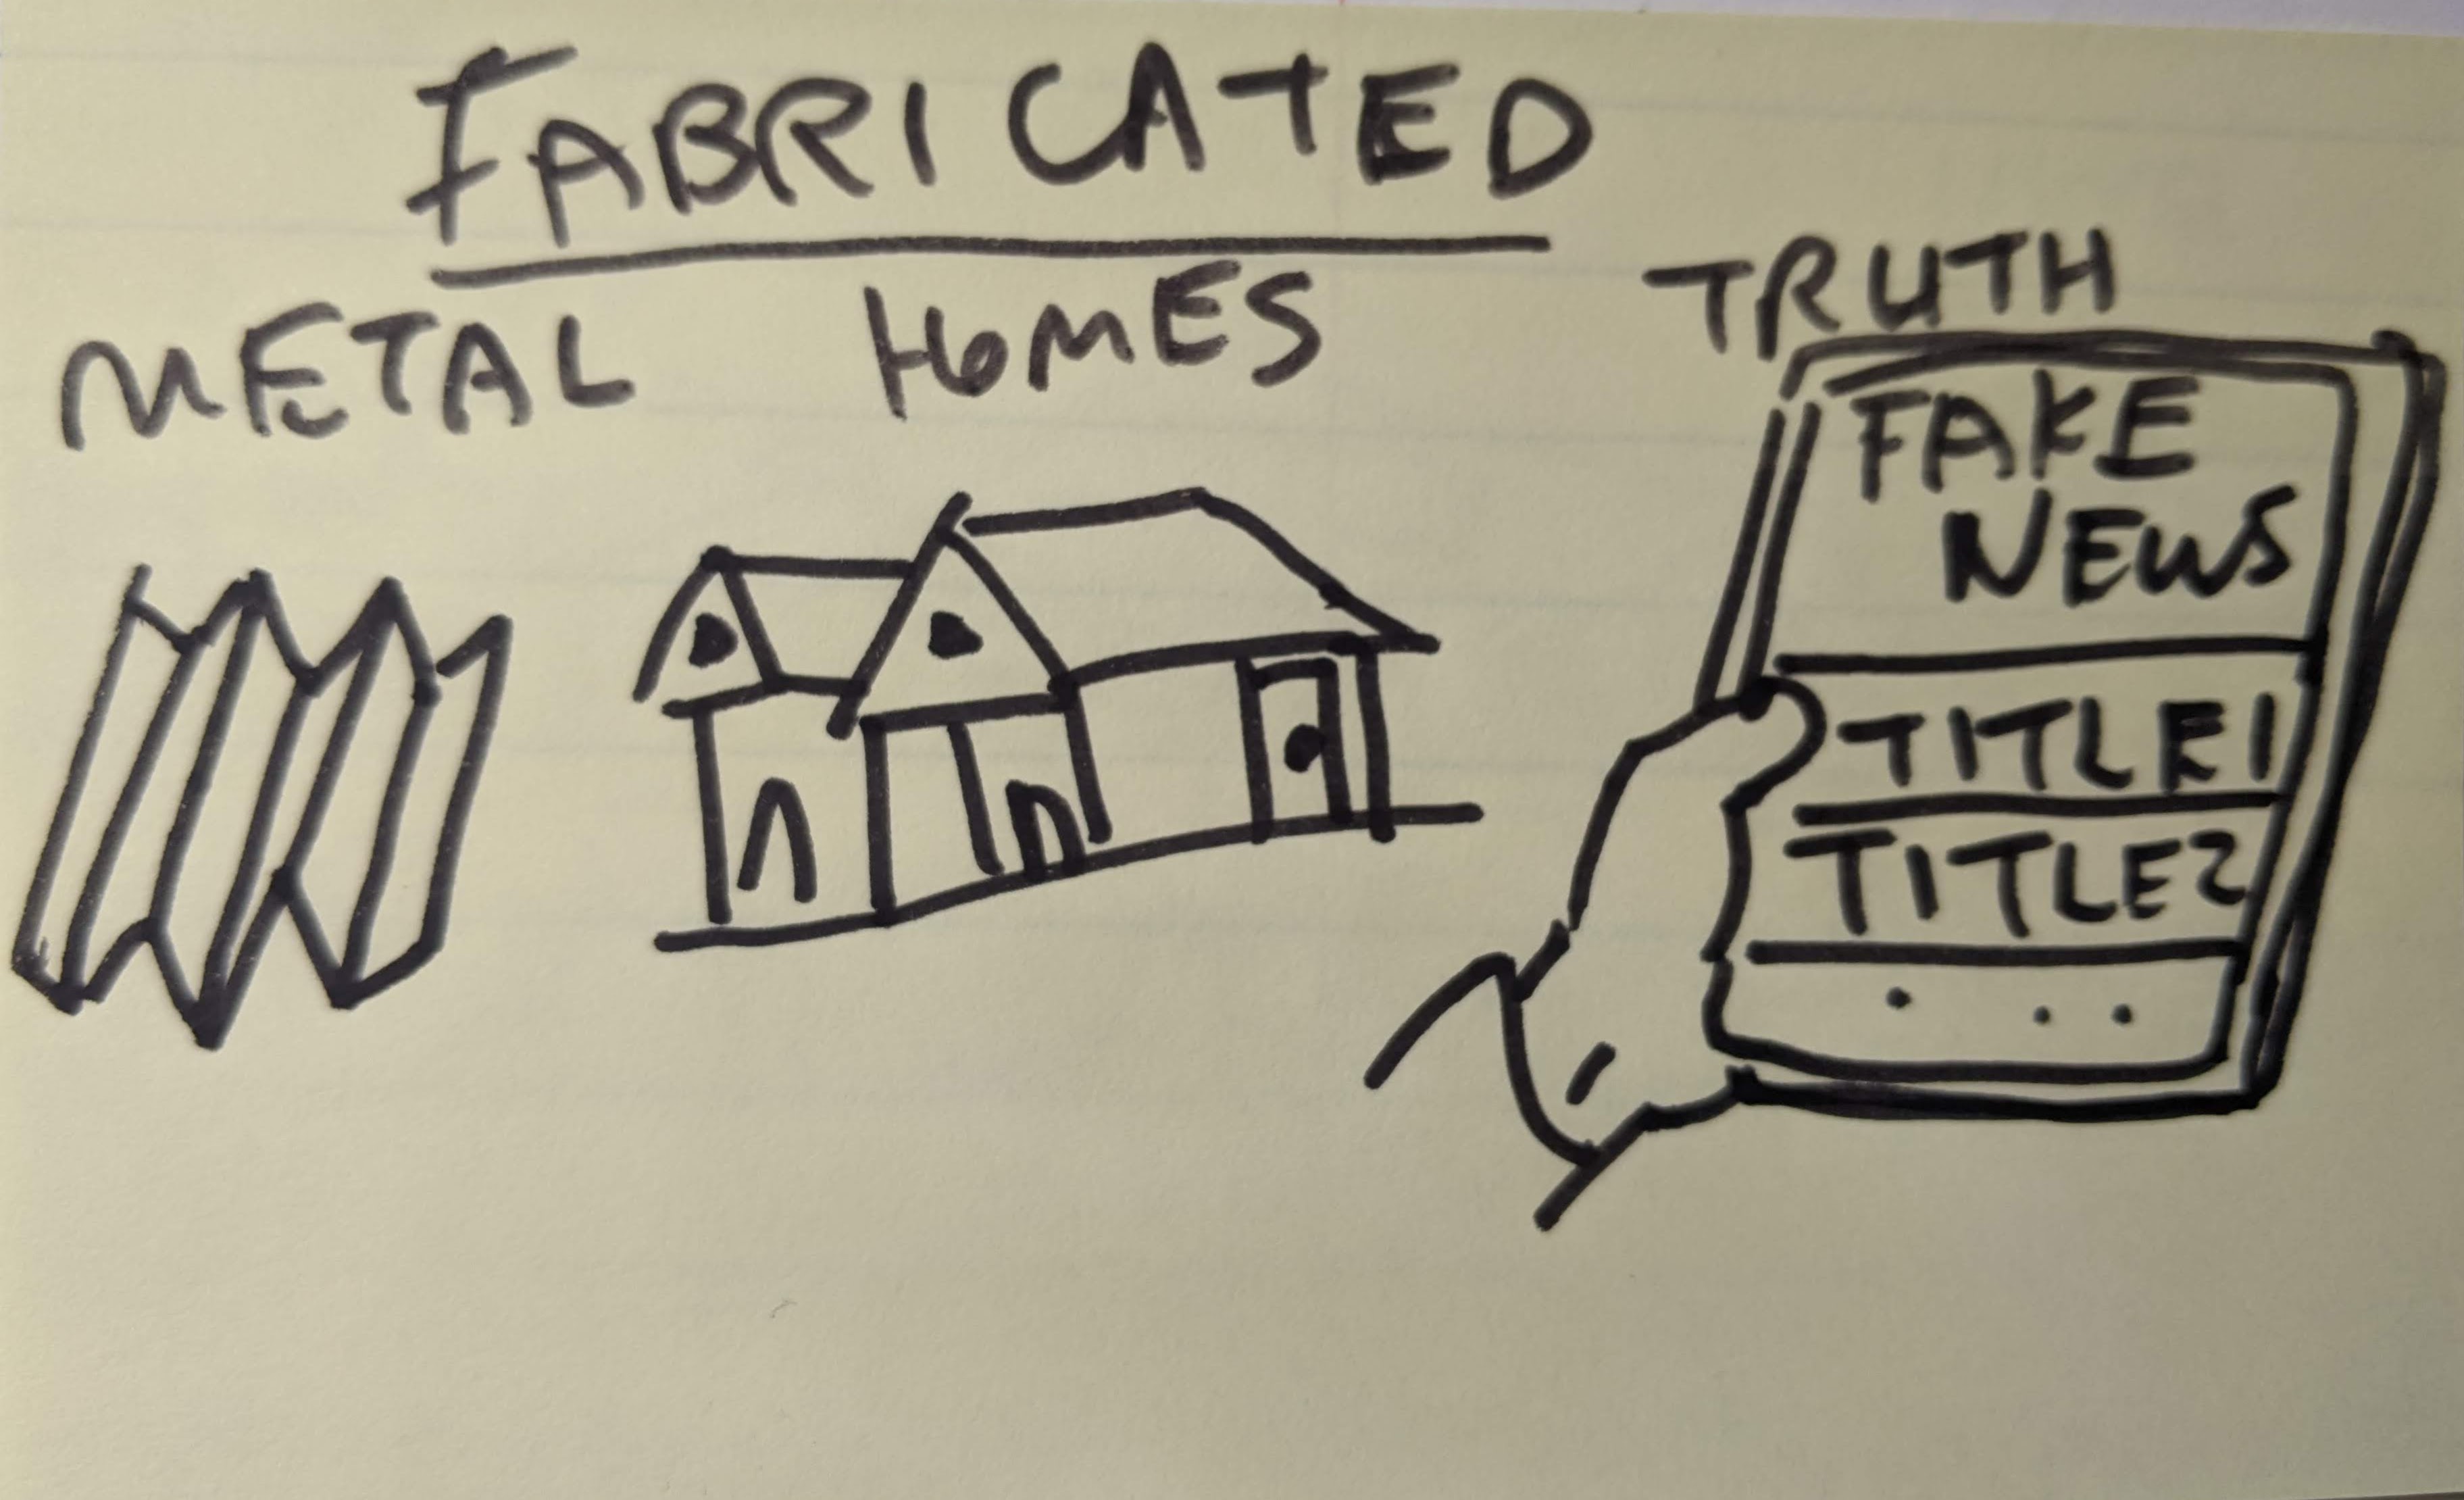 FABRICATED
METAL HOMES TRUTH
FAKE
NEWS
TITLE1
TITLE2
...